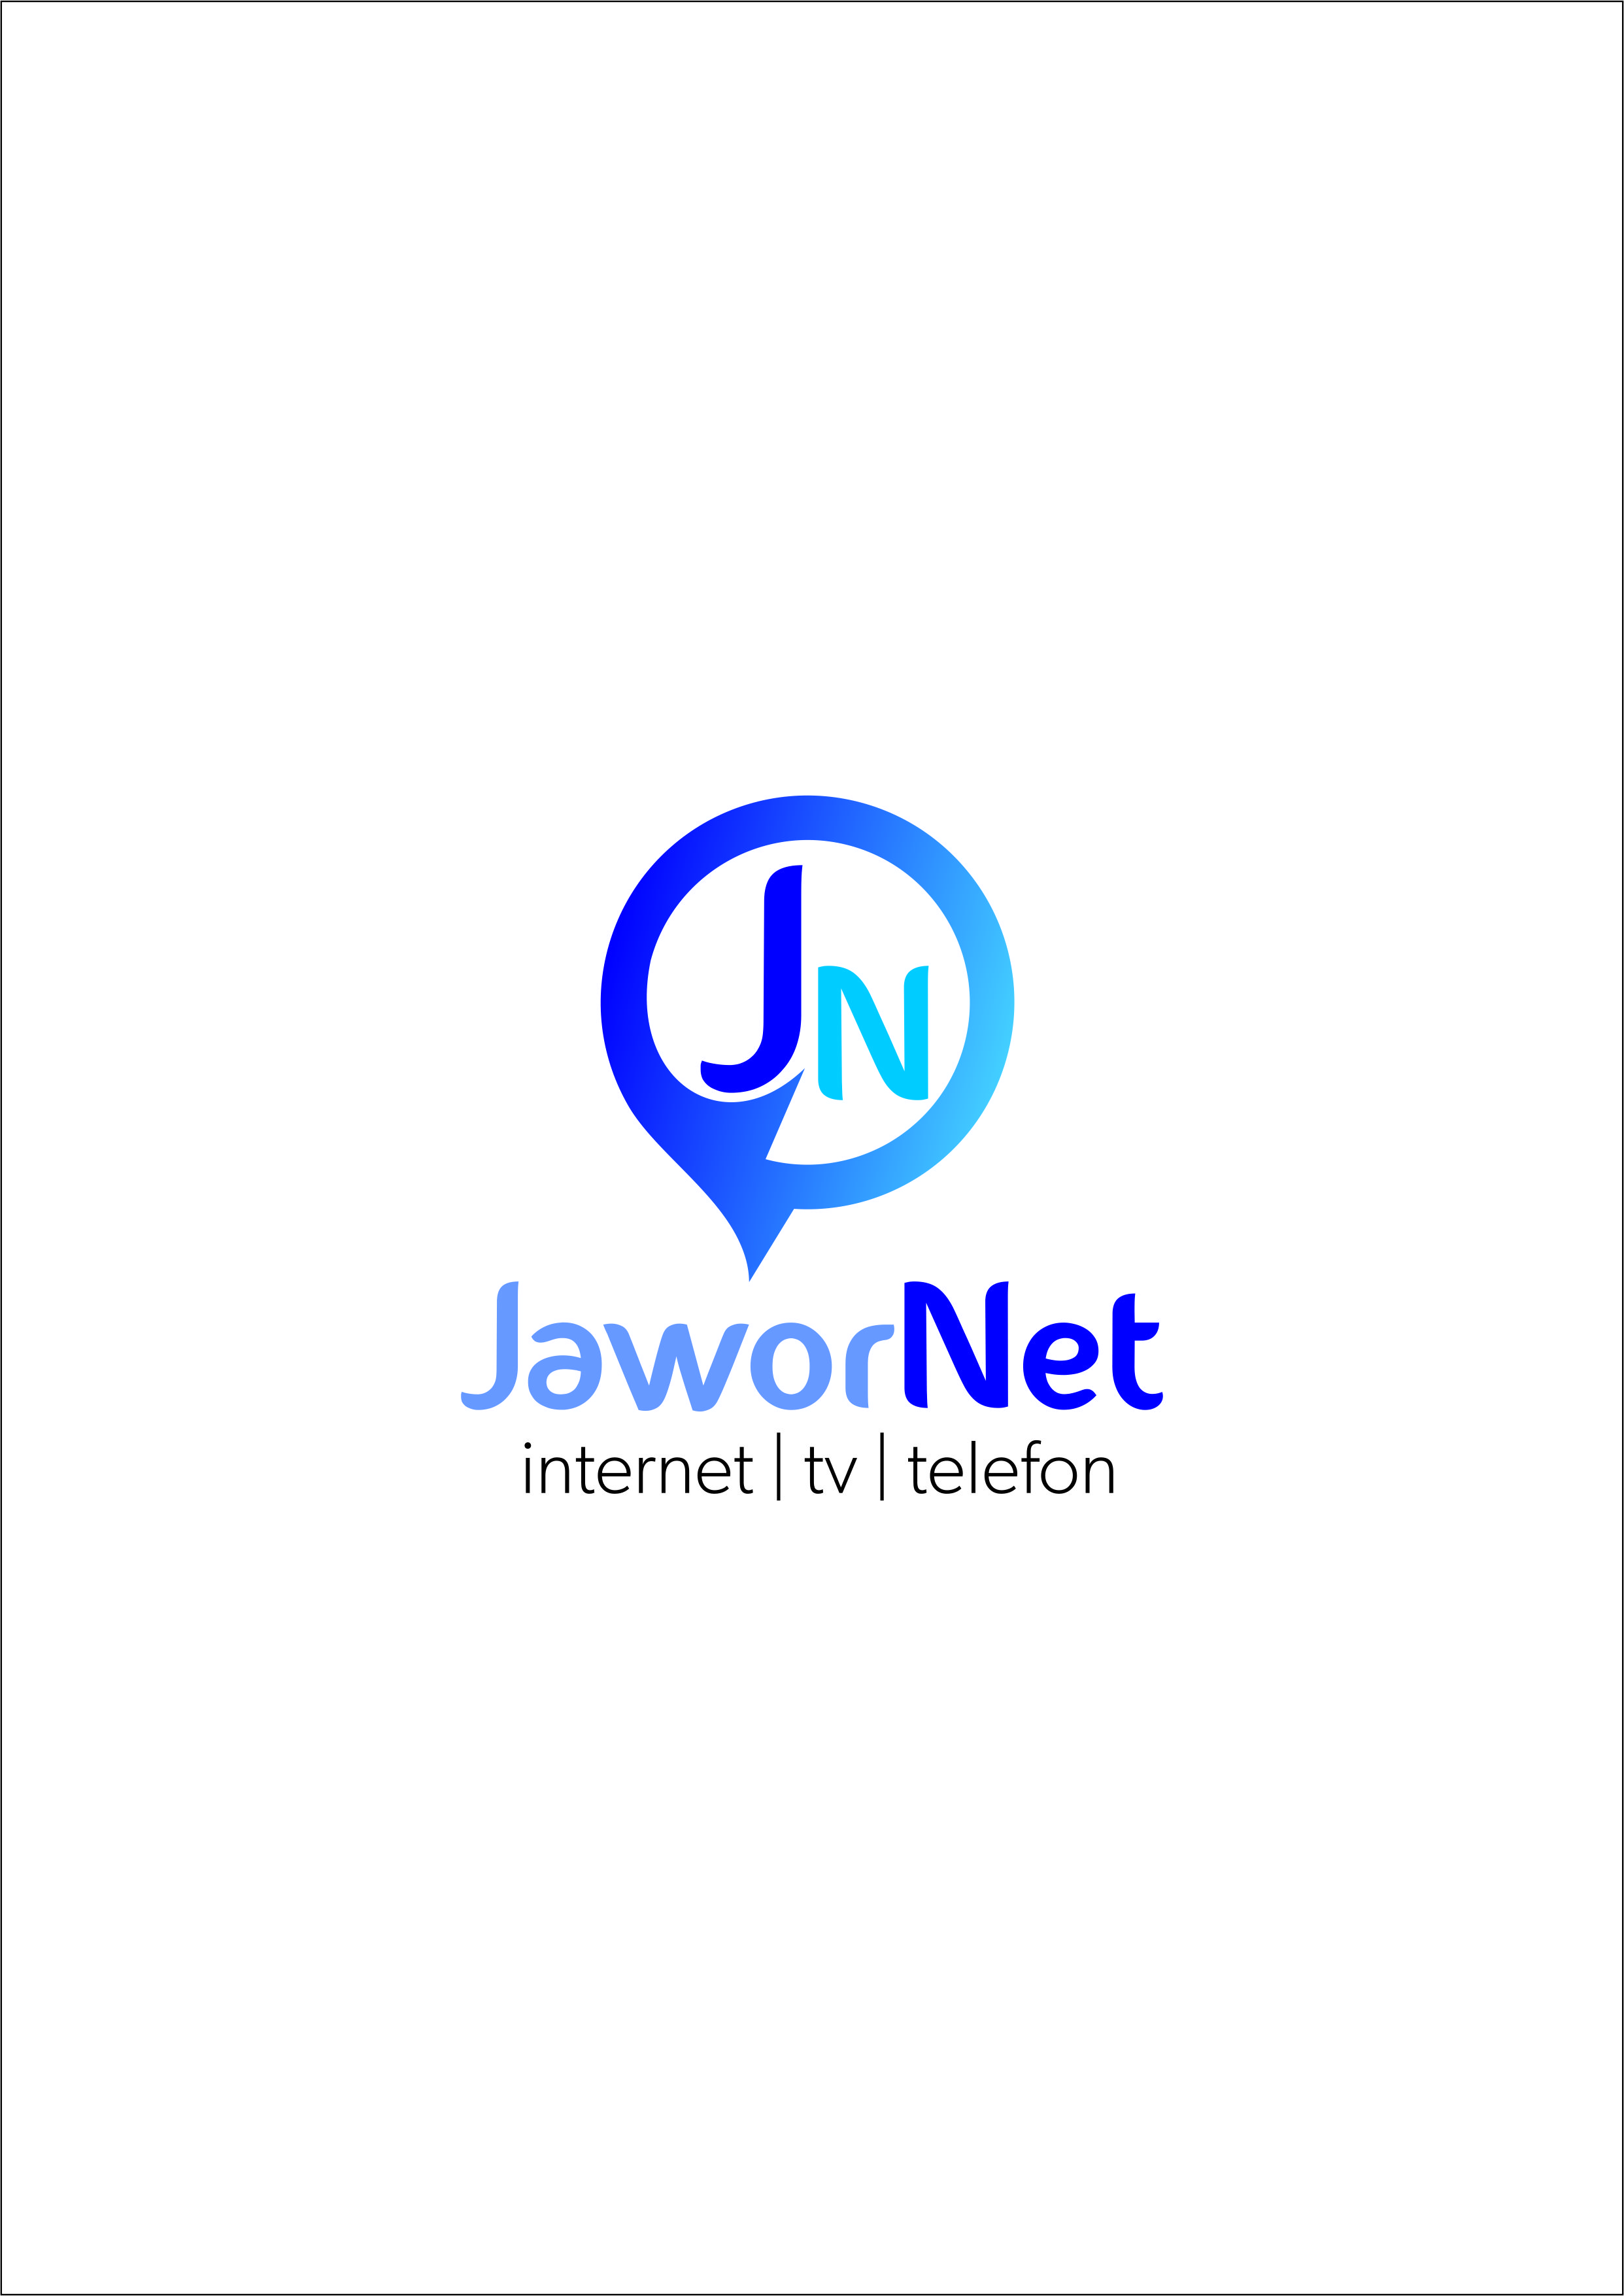 JN
JaworNet
internet | tv | telefon